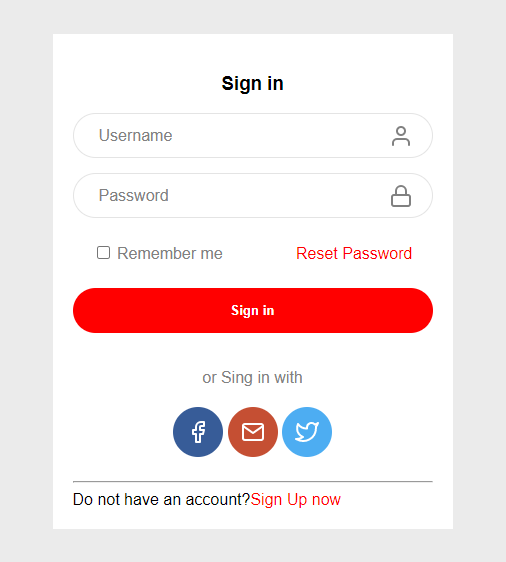 Sign in
Username
Password
Remember me Reset Password
Sign in
or Sing in with
Do not have an account?Sign Up now